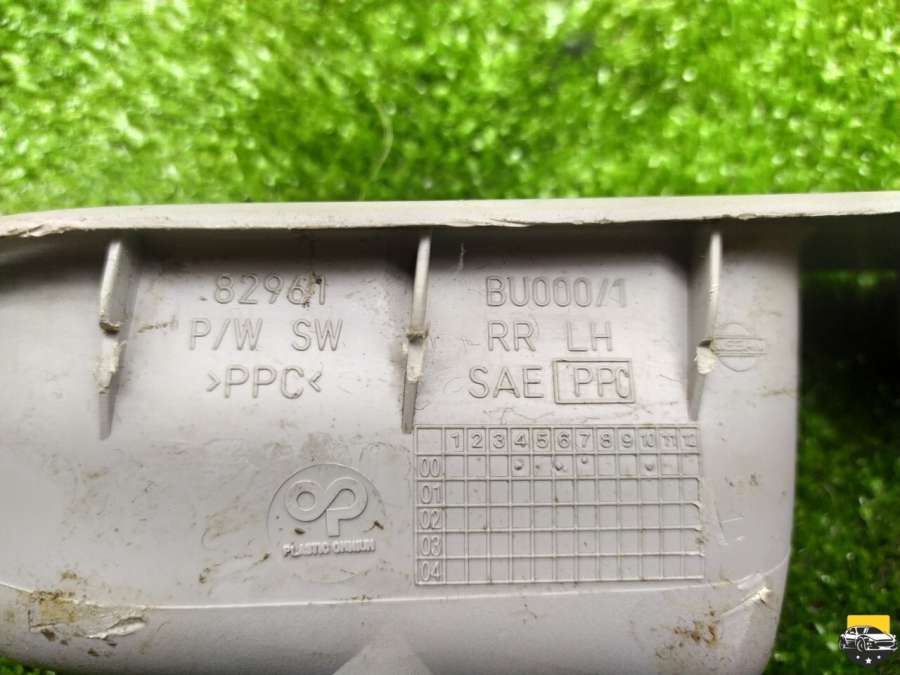 82961 BU000/1
P/W SW RR LH
>PPC< SAE PPC
NISSAN
1 2 3 4 5 6 7 8 9 10 11 12
00
01
02
03
04
PLASTIC OMNIUM